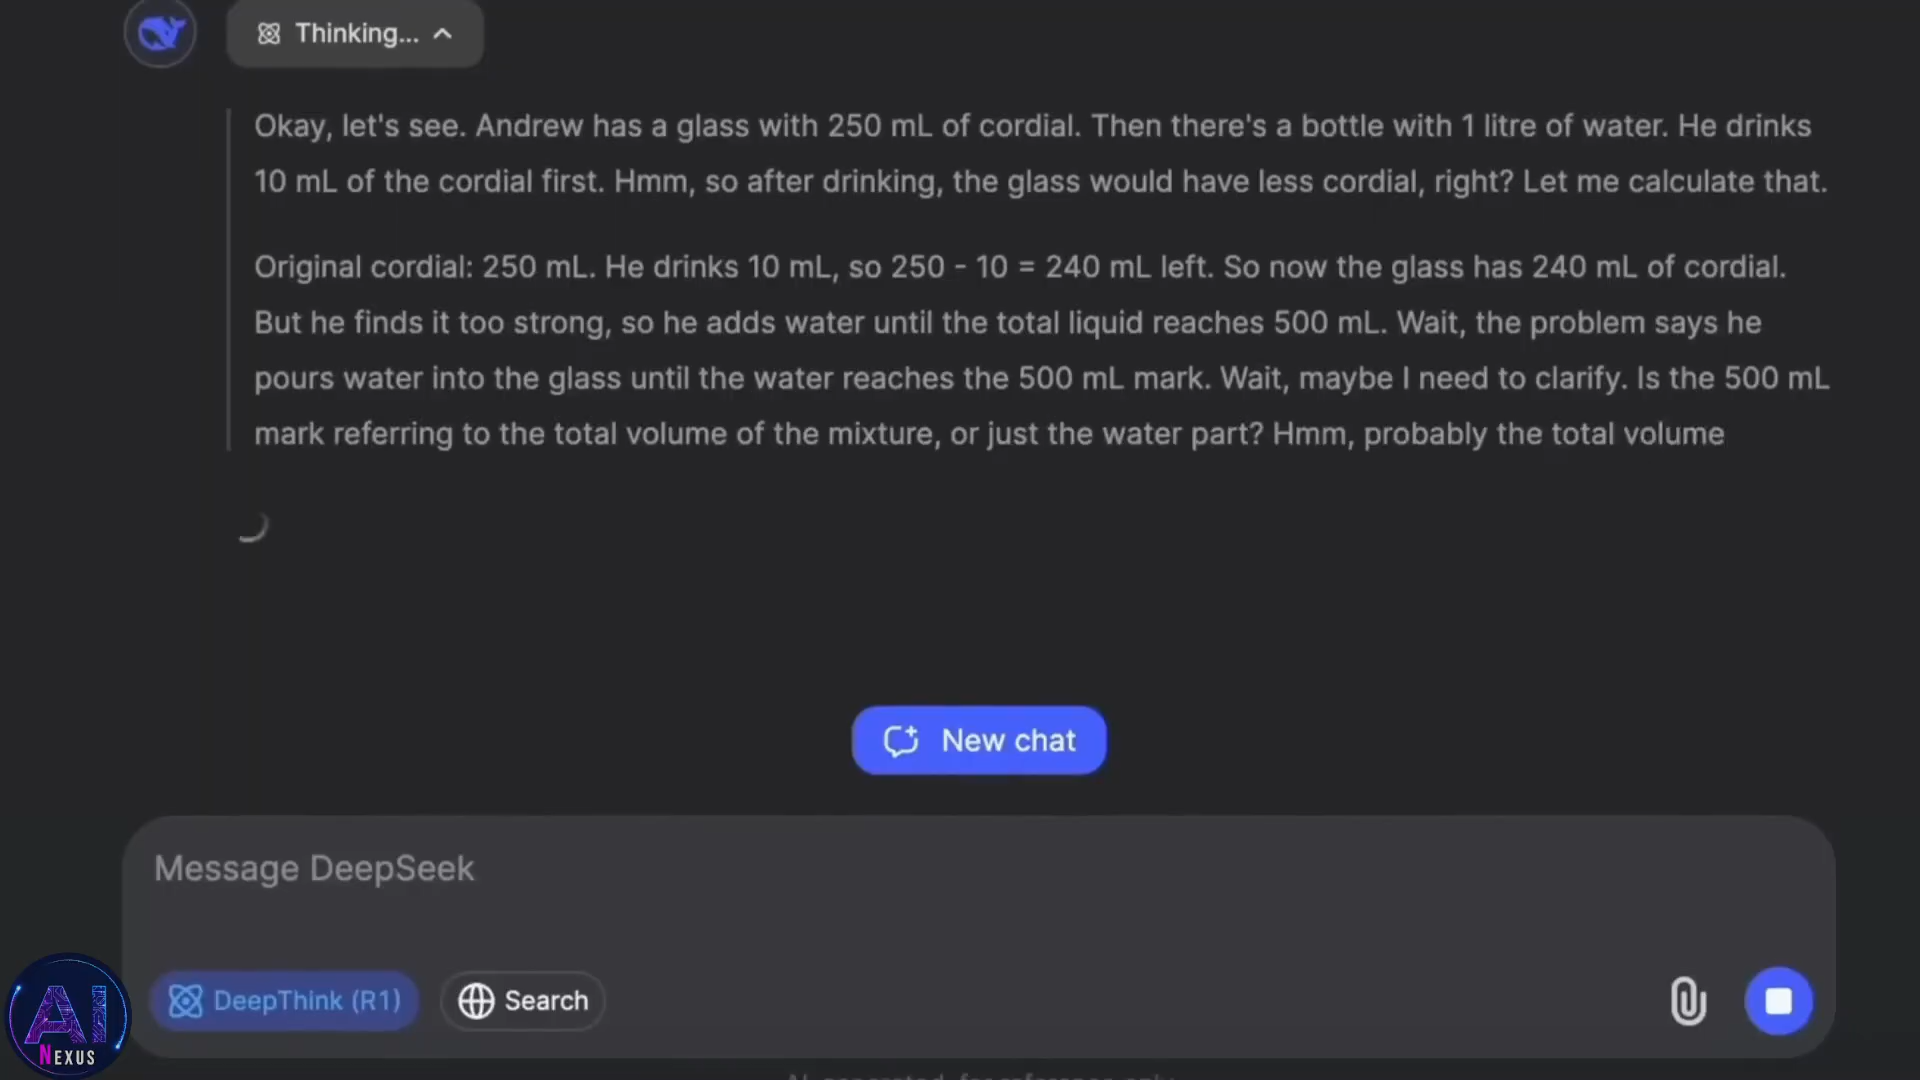 Thinking...
Okay, let's see. Andrew has a glass with 250 mL of cordial. Then there's a bottle with 1 litre of water. He drinks
10 mL of the cordial first. Hmm, so after drinking, the glass would have less cordial, right? Let me calculate that.
Original cordial: 250 mL. He drinks 10 mL, so 250 - 10 = 240 mL left. So now the glass has 240 mL of cordial.
But he finds it too strong, so he adds water until the total liquid reaches 500 mL. Wait, the problem says he
pours water into the glass until the water reaches the 500 mL mark. Wait, maybe I need to clarify. Is the 500 mL
mark referring to the total volume of the mixture, or just the water part? Hmm, probably the total volume
New chat
Message DeepSeek
DeepThink (R1)
Search
AI
NEXUS